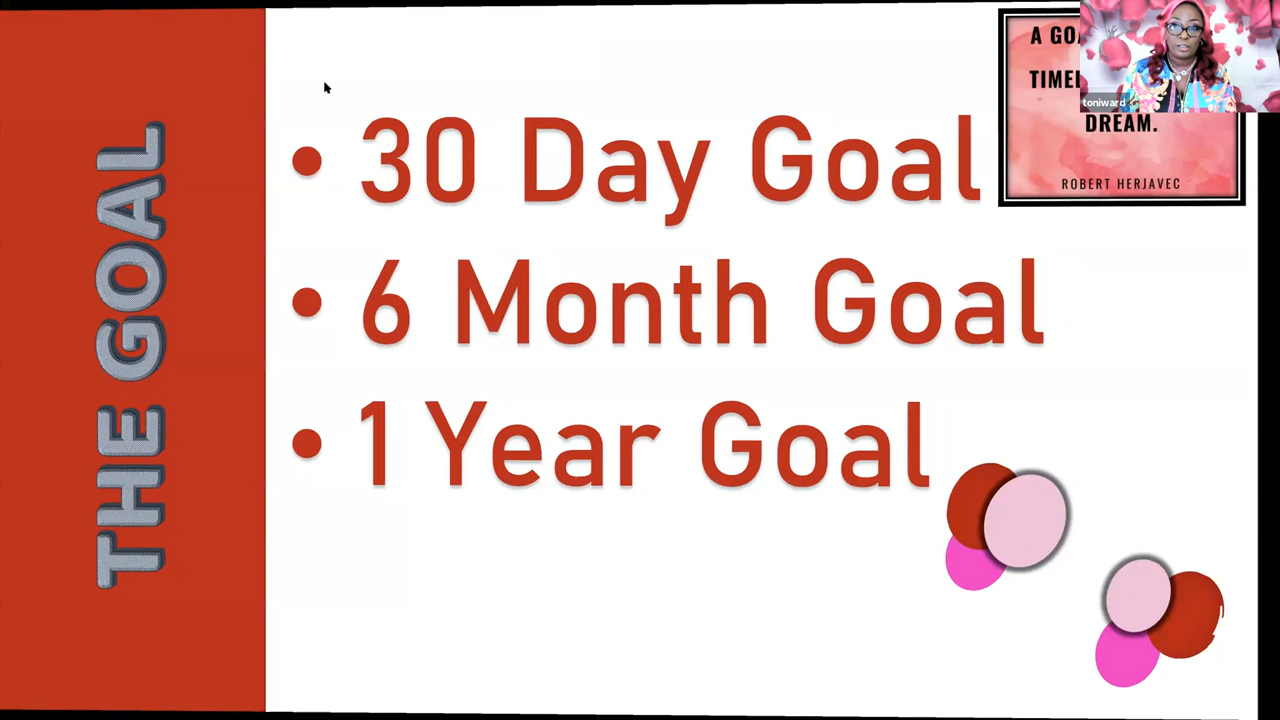 THE GOAL
• 30 Day Goal
• 6 Month Goal
• 1 Year Goal
A
DREAM.
ROBERT HERJAVEC
toniward